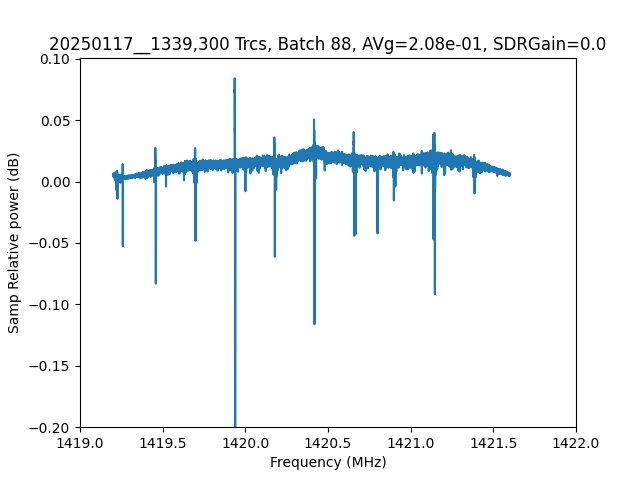 20250117__1339,300 Trcs, Batch 88, AVg=2.08e-01, SDRGain=0.0
0.10
0.05
0.00
−0.05
−0.10
−0.15
−0.20
Samp Relative power (dB)
1419.0 1419.5 1420.0 1420.5 1421.0 1421.5 1422.0
Frequency (MHz)